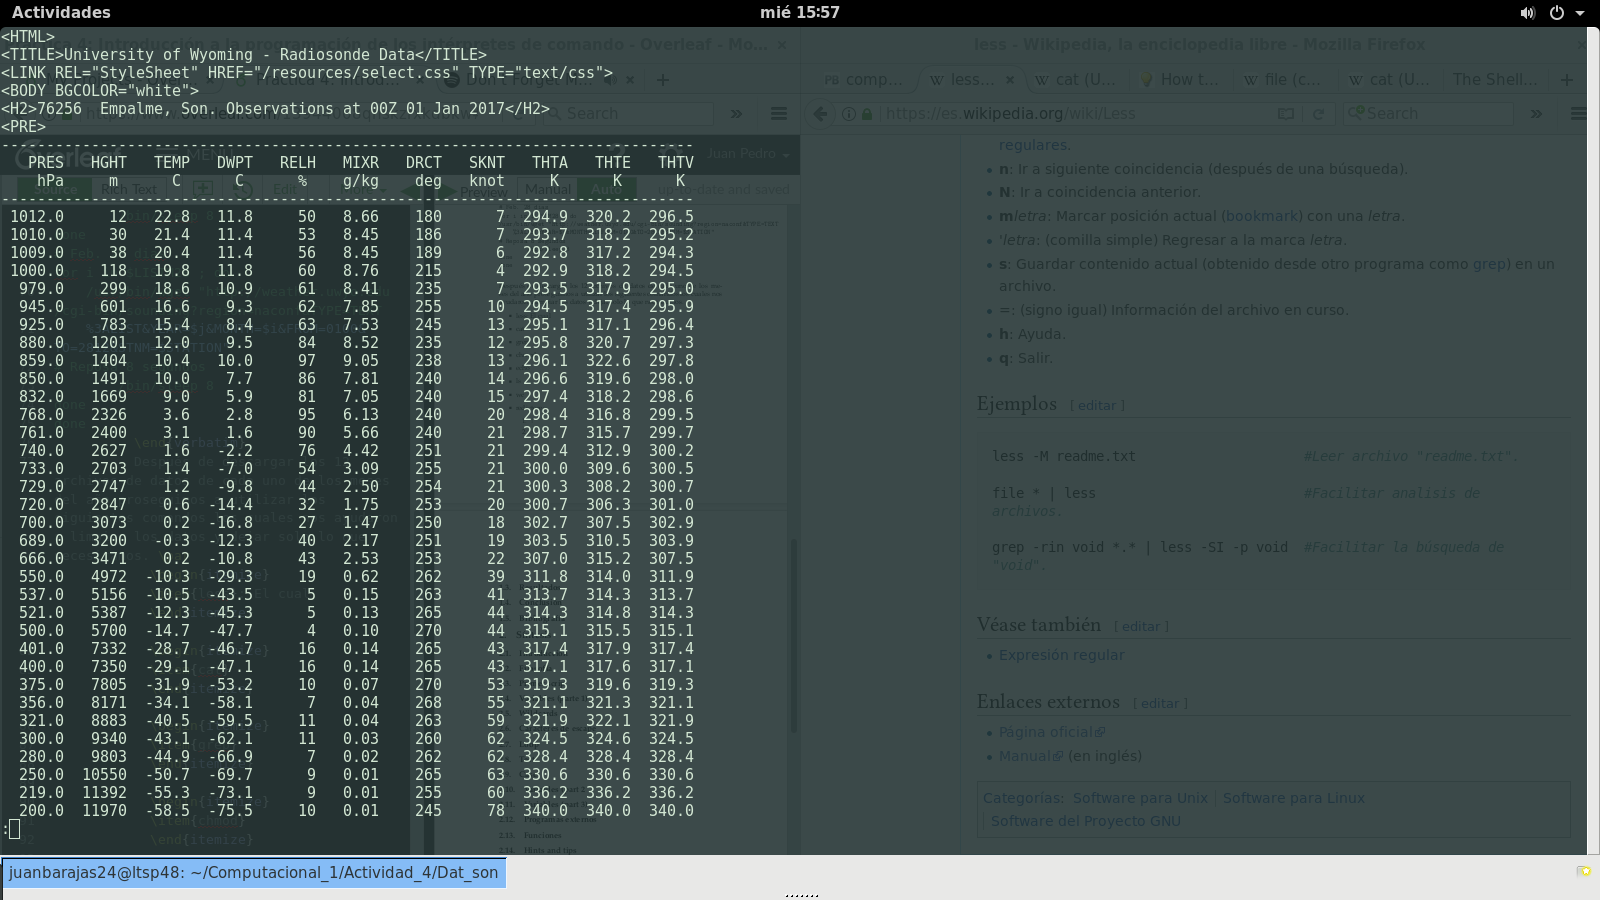 Actividades
mié 15:57
<HTML>
<TITLE>University of Wyoming - Radiosonde Data</TITLE>
<LINK REL="StyleSheet" HREF="/resources/select.css" TYPE="text/css">
<BODY BGCOLOR="white">
<H2>76256  Empalme, Son. Observations at 00Z 01 Jan 2017</H2>
<PRE>
-----------------------------------------------------------------------------
PRES HGHT TEMP DWPT RELH MIXR DRCT SKNT THTA THTE THTV
hPa m C C % g/kg deg knot K K K
-----------------------------------------------------------------------------
1012.0 12 22.8 11.8 50 8.66 180 7 294.9 320.2 296.5
1010.0 30 21.4 11.4 53 8.45 186 7 293.7 318.2 295.2
1009.0 38 20.4 11.4 56 8.45 189 6 292.8 317.2 294.3
1000.0 118 19.8 11.8 60 8.76 215 4 292.9 318.2 294.5
979.0 299 18.6 10.9 61 8.41 235 7 293.5 317.9 295.0
945.0 601 16.6 9.3 62 7.85 255 10 294.5 317.4 295.9
925.0 783 15.4 8.4 63 7.53 245 13 295.1 317.1 296.4
880.0 1201 12.0 9.5 84 8.52 235 12 295.8 320.7 297.3
859.0 1404 10.4 10.0 97 9.05 238 13 296.1 322.6 297.8
850.0 1491 10.0 7.7 86 7.81 240 14 296.6 319.6 298.0
832.0 1669 9.0 5.9 81 7.05 240 15 297.4 318.2 298.6
768.0 2326 3.6 2.8 95 6.13 240 20 298.4 316.8 299.5
761.0 2400 3.1 1.6 90 5.66 240 21 298.7 315.7 299.7
740.0 2627 1.6 -2.2 76 4.42 251 21 299.4 312.9 300.2
733.0 2703 1.4 -7.0 54 3.09 255 21 300.0 309.6 300.5
729.0 2747 1.2 -9.8 44 2.50 254 21 300.3 308.2 300.7
720.0 2847 0.6 -14.4 32 1.75 253 20 300.7 306.3 301.0
700.0 3073 0.2 -16.8 27 1.47 250 18 302.7 307.5 302.9
689.0 3200 -0.3 -12.3 40 2.17 251 19 303.5 310.5 303.9
666.0 3471 0.2 -10.8 43 2.53 253 22 307.0 315.2 307.5
550.0 4972 -10.3 -29.3 19 0.62 262 39 311.8 314.0 311.9
537.0 5156 -10.5 -43.5 5 0.15 263 41 313.7 314.3 313.7
521.0 5387 -12.3 -45.3 5 0.13 265 44 314.3 314.8 314.3
500.0 5700 -14.7 -47.7 4 0.10 270 44 315.1 315.5 315.1
401.0 7332 -28.7 -46.7 16 0.14 265 43 317.4 317.9 317.4
400.0 7350 -29.1 -47.1 16 0.14 265 43 317.1 317.6 317.1
375.0 7805 -31.9 -53.2 10 0.07 270 53 319.3 319.6 319.3
356.0 8171 -34.1 -58.1 7 0.04 268 55 321.1 321.3 321.1
321.0 8883 -40.5 -59.5 11 0.04 263 59 321.9 322.1 321.9
300.0 9340 -43.1 -62.1 11 0.03 260 62 324.5 324.6 324.5
280.0 9803 -44.9 -66.9 7 0.02 262 62 328.4 328.4 328.4
250.0 10550 -50.7 -69.7 9 0.01 265 63 330.6 330.6 330.6
219.0 11392 -55.3 -73.1 9 0.01 255 60 336.2 336.2 336.2
200.0 11970 -58.5 -75.5 10 0.01 245 78 340.0 340.0 340.0
:
less - Wikipedia, la enciclopedia libre - Mozilla Firefox
comp...
less...
cat (U...
How t...
file (c...
cat (U...
The Shell...
https://es.wikipedia.org/wiki/Less
Search
regulares.
• n: Ir a siguiente coincidencia (después de una búsqueda).
• N: Ir a coincidencia anterior.
• mletra: Marcar posición actual (bookmark) con una letra.
• 'letra: (comilla simple) Regresar a la marca letra.
• s: Guardar contenido actual (obtenido desde otro programa como grep) en un
archivo.
• =: (signo igual) Información del archivo en curso.
• h: Ayuda.
• q: Salir.
Ejemplos [ editar ]
less -M readme.txt #Leer archivo "readme.txt".
file * | less #Facilitar analisis de
archivos.
grep -rin void *.* | less -SI -p void #Facilitar la búsqueda de
"void".
Véase también [ editar ]
• Expresión regular
Enlaces externos [ editar ]
• Página oficial
• Manual (en inglés)
Categorías: Software para Unix | Software para Linux
| Software del Proyecto GNU
juanbarajas24@ltsp48: ~/Computacional_1/Actividad_4/Dat_son